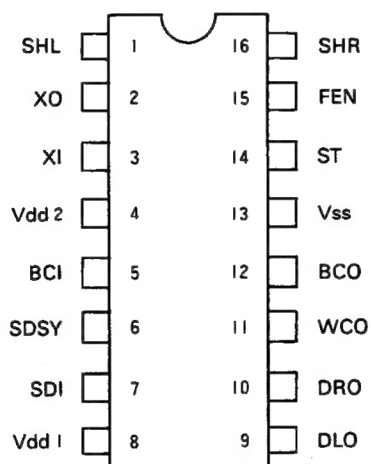 SHL 1 16 SHR
XO 2 15 FEN
XI 3 14 ST
Vdd 2 4 13 Vss
BCI 5 12 BCO
SDSY 6 11 WCO
SDI 7 10 DRO
Vdd 1 8 9 DLO